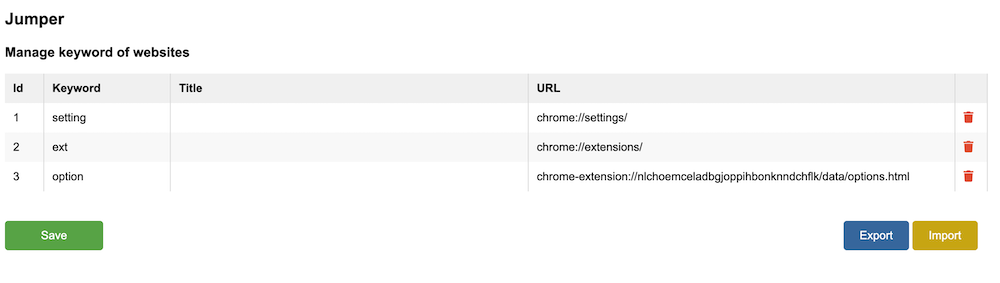 Jumper
Manage keyword of websites
Id Keyword Title URL
1 setting chrome://settings/
2 ext chrome://extensions/
3 option chrome-extension://nlchoemceladbgjoppihbonknndchflk/data/options.html
Save Export Import